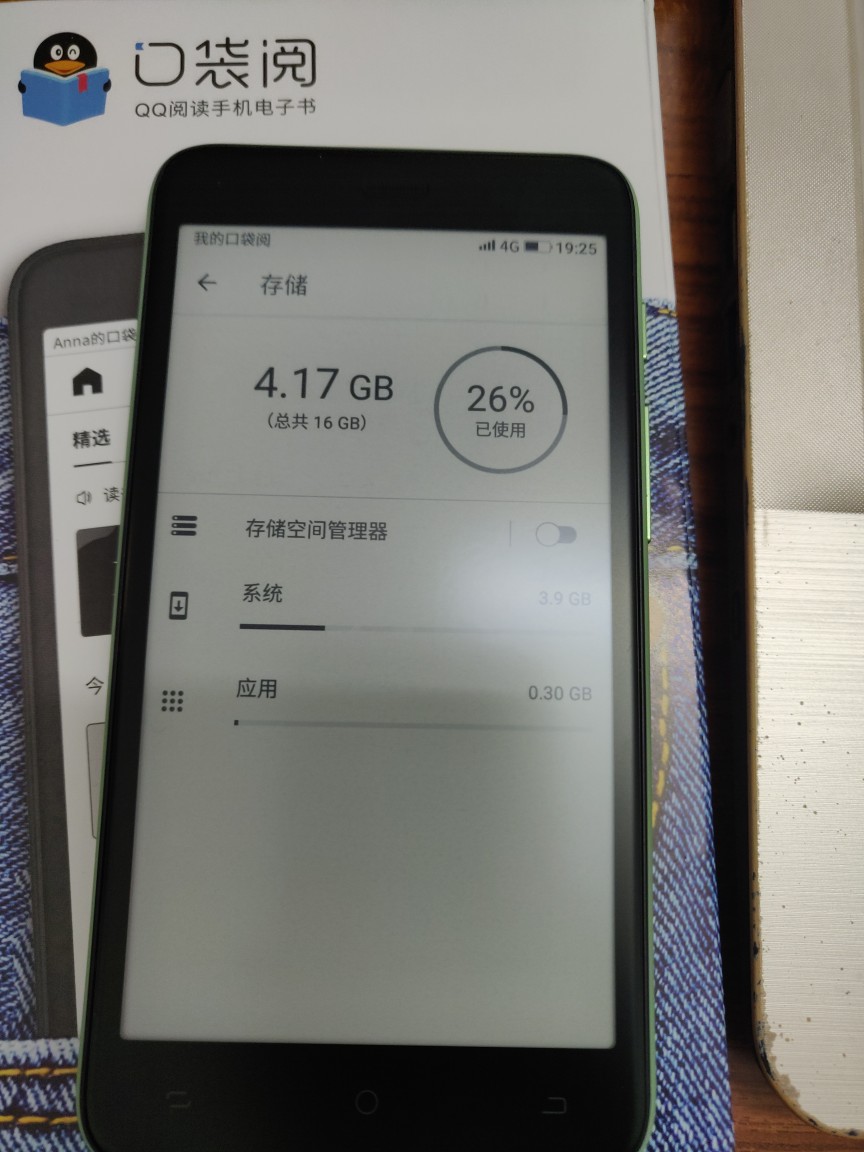 口袋阅
QQ阅读手机电子书
我的口袋阅
4G
19:25
存储
4.17 GB
（总共 16 GB）
26%
已使用
存储空间管理器
系统
3.9 GB
应用
0.30 GB
Anna的口袋
精选
读
今